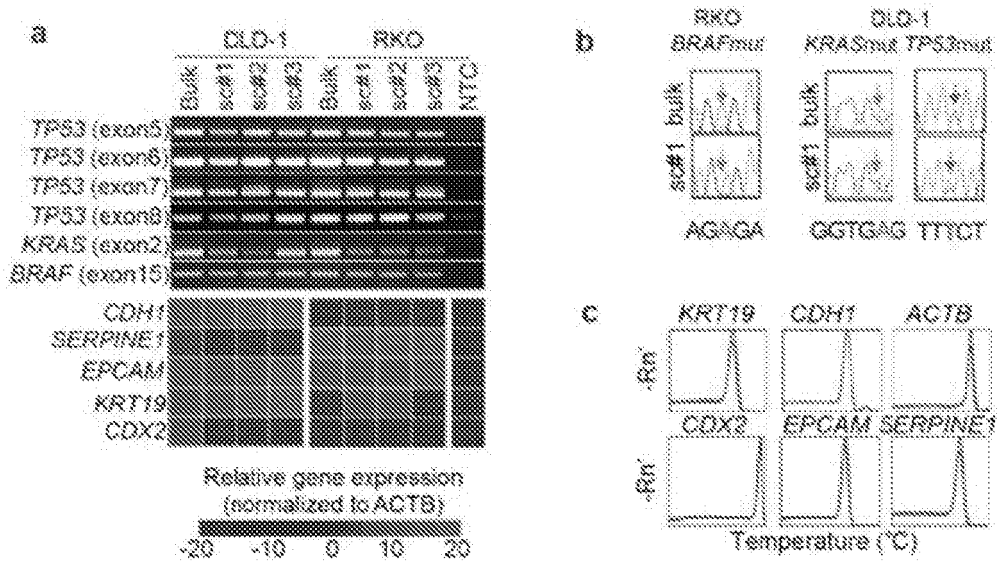 a
DLD-1 RKO
Bulk sc#1 sc#2 sc#3 Bulk sc#1 sc#2 sc#3 NTC
TP53 (exon5)
TP53 (exon6)
TP53 (exon7)
TP53 (exon8)
KRAS (exon2)
BRAF (exon15)
CDH1
SERPINE1
EPCAM
KRT19
CDX2
Relative gene expression
(normalized to ACTB)
-20 -10 0 10 20
b
RKO DLD-1
BRAFmut KRASmut TP53mut
bulk bulk
sc#1 sc#1
AGAGA GGTGAG TTTCT
c
KRT19 CDH1 ACTB
-Rn'
CDX2 EPCAM SERPINE1
-Rn'
Temperature (°C)